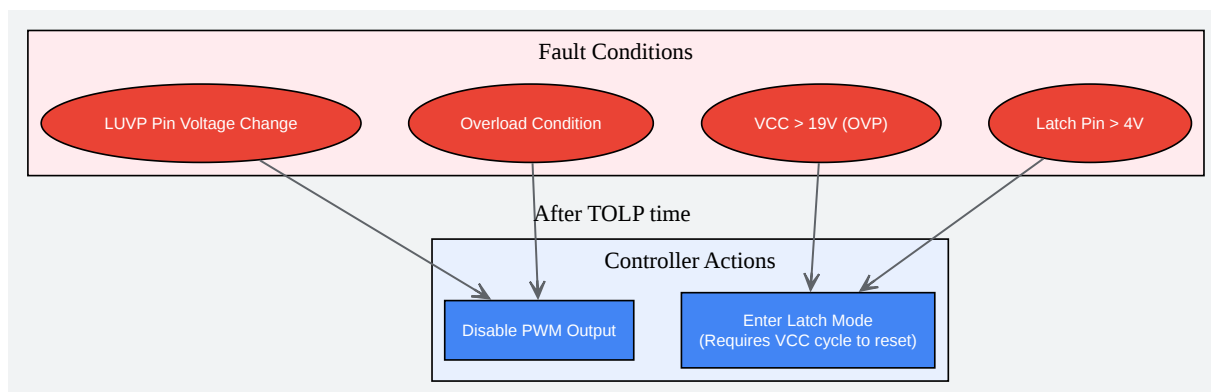 Fault Conditions
LUVP Pin Voltage Change
Overload Condition
VCC > 19V (OVP)
Latch Pin > 4V
After TOLP time
Controller Actions
Disable PWM Output
Enter Latch Mode
(Requires VCC cycle to reset)